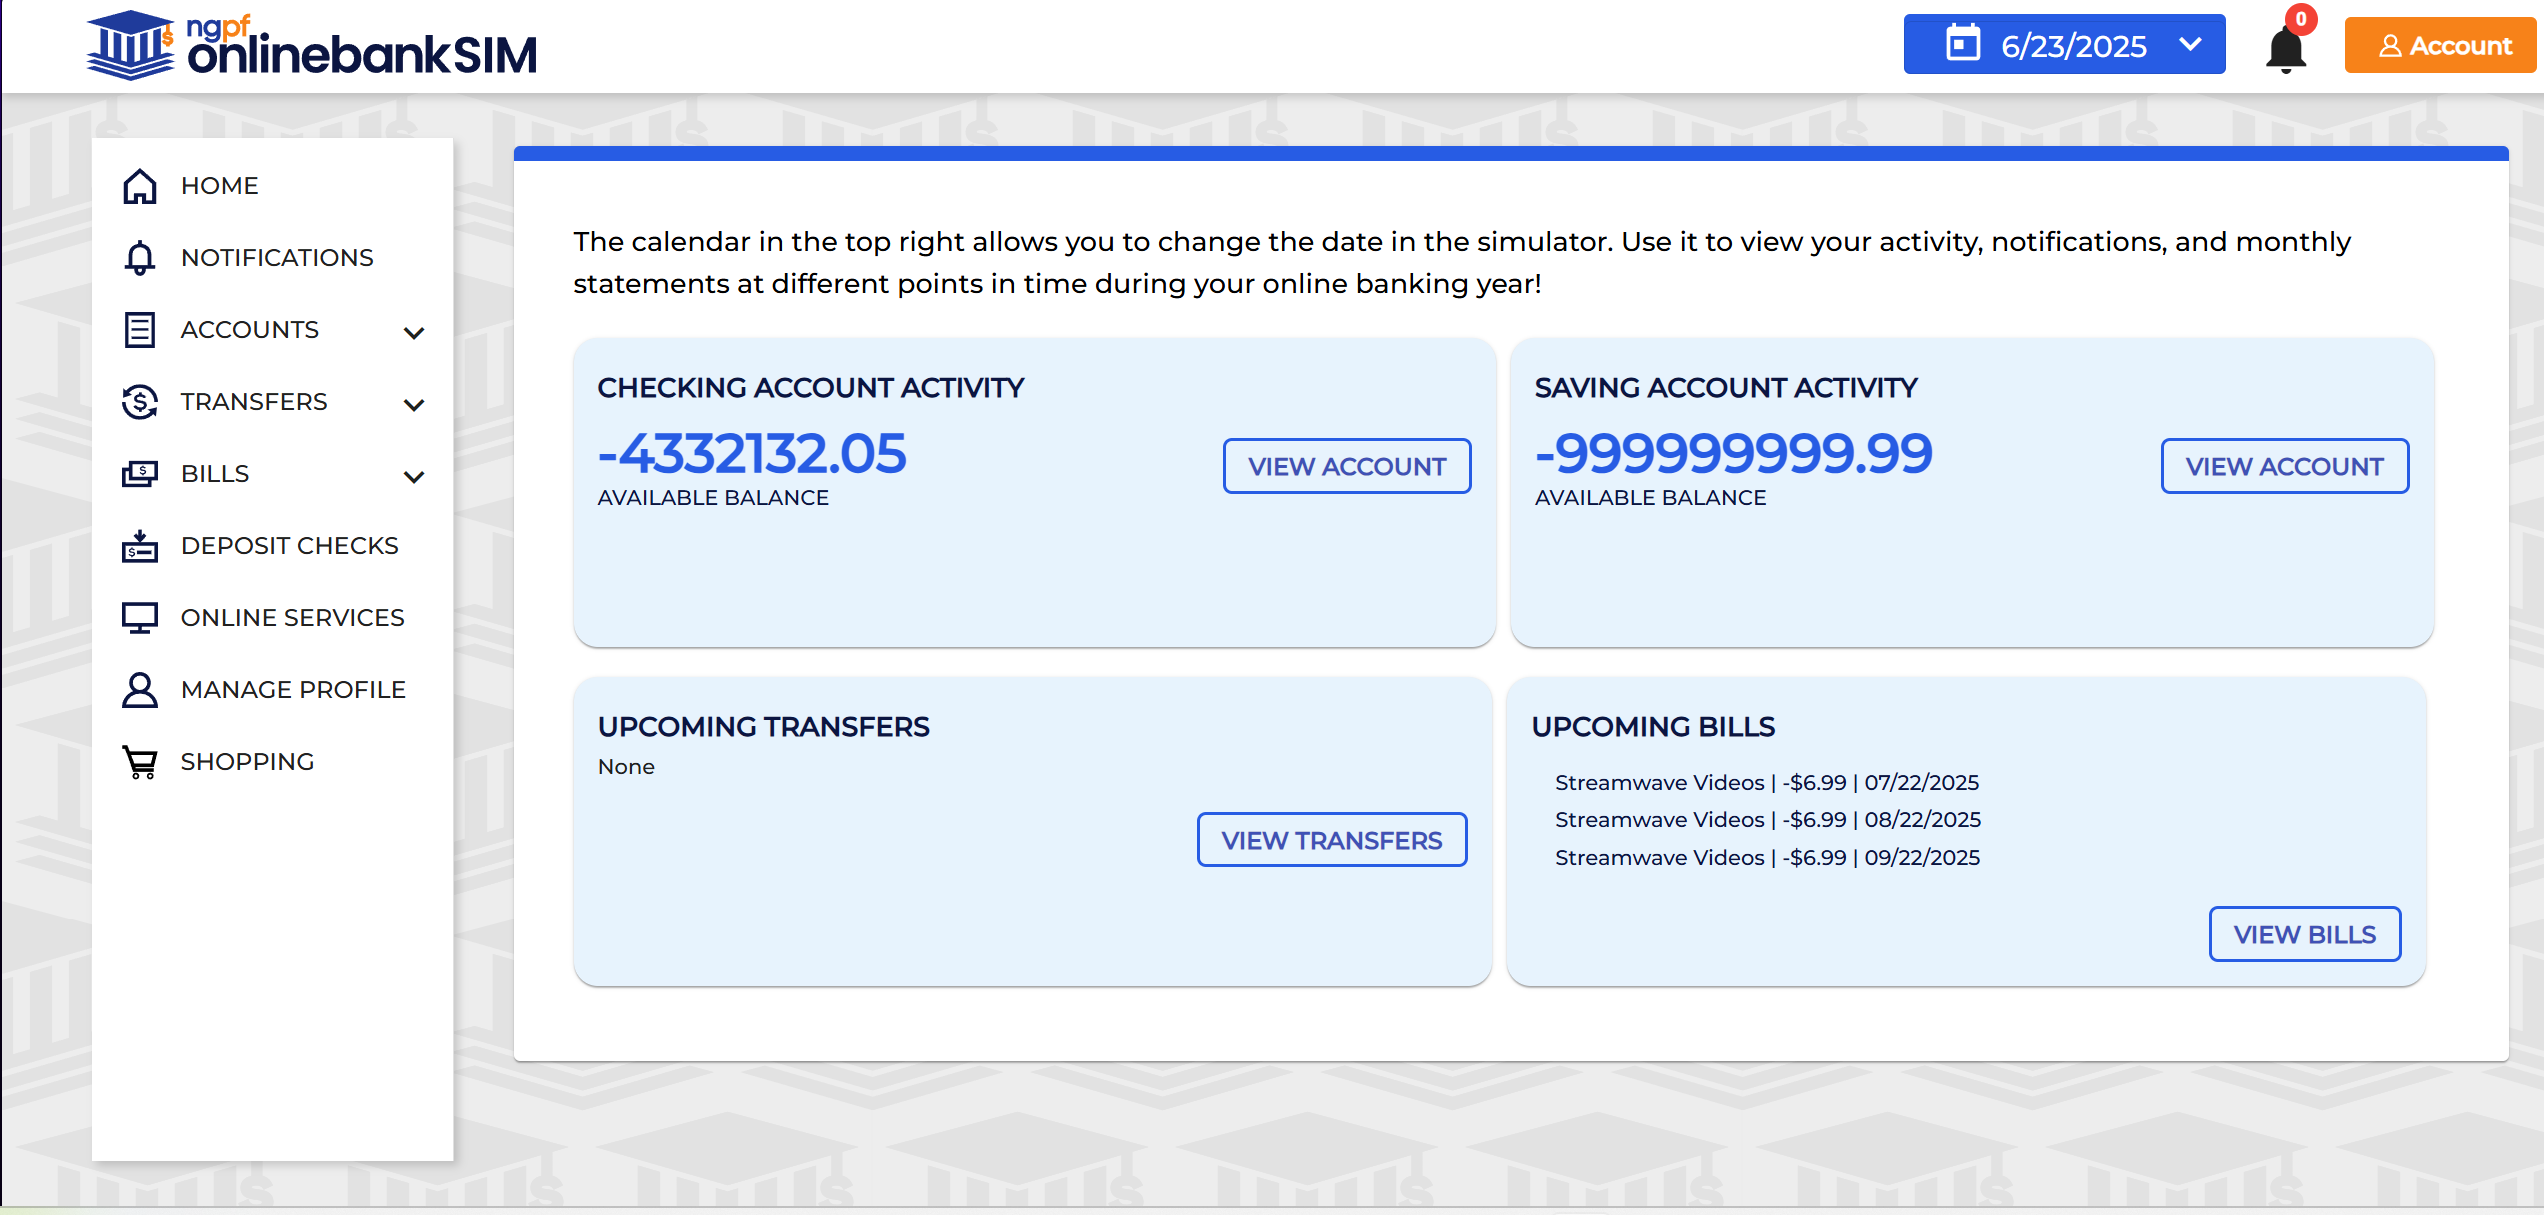 ngpf
onlinebankSIM
6/23/2025
0
Account
HOME
NOTIFICATIONS
ACCOUNTS
TRANSFERS
BILLS
DEPOSIT CHECKS
ONLINE SERVICES
MANAGE PROFILE
SHOPPING
The calendar in the top right allows you to change the date in the simulator. Use it to view your activity, notifications, and monthly
statements at different points in time during your online banking year!
CHECKING ACCOUNT ACTIVITY
-4332132.05
AVAILABLE BALANCE
VIEW ACCOUNT
SAVING ACCOUNT ACTIVITY
-999999999.99
AVAILABLE BALANCE
VIEW ACCOUNT
UPCOMING TRANSFERS
None
VIEW TRANSFERS
UPCOMING BILLS
Streamwave Videos | -$6.99 | 07/22/2025
Streamwave Videos | -$6.99 | 08/22/2025
Streamwave Videos | -$6.99 | 09/22/2025
VIEW BILLS